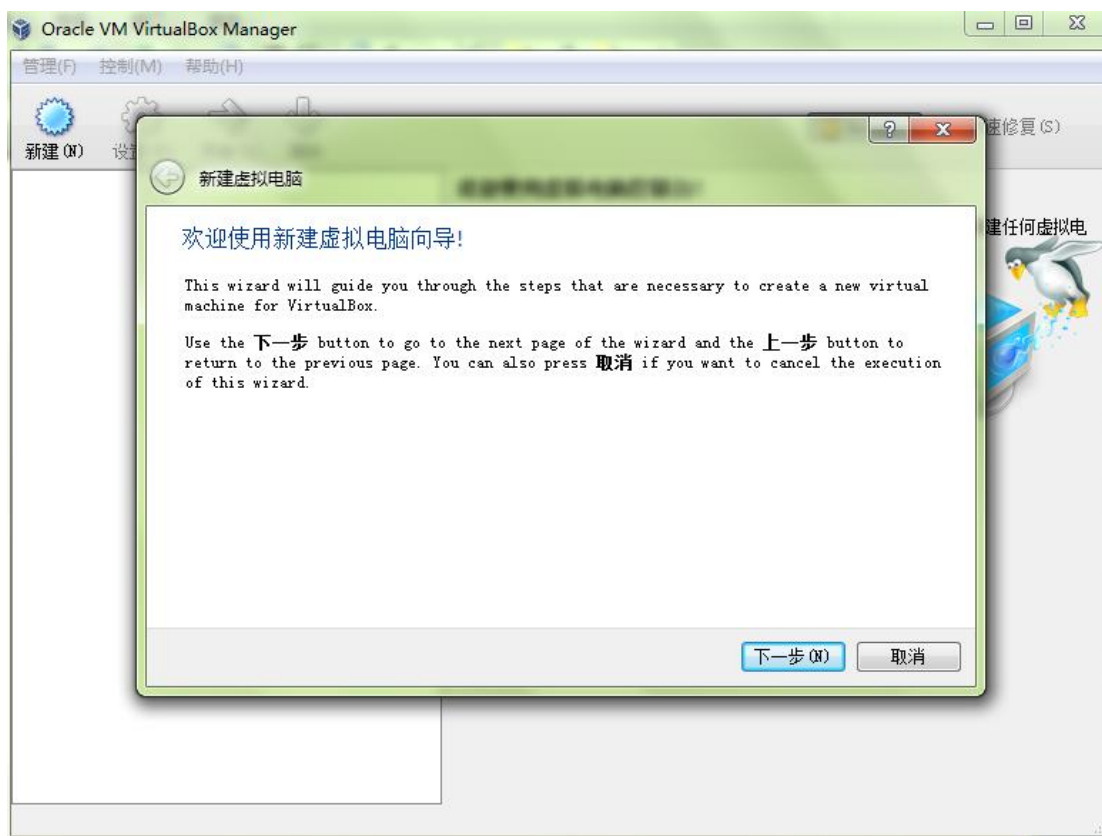 Oracle VM VirtualBox Manager
管理(F) 控制(M) 帮助(H)
新建(N)
速修复(S)
新建虚拟电脑
建任何虚拟电
欢迎使用新建虚拟电脑向导!
This wizard will guide you through the steps that are necessary to create a new virtual
machine for VirtualBox.
Use the 下一步 button to go to the next page of the wizard and the 上一步 button to
return to the previous page. You can also press 取消 if you want to cancel the execution
of this wizard.
下一步(N) 取消